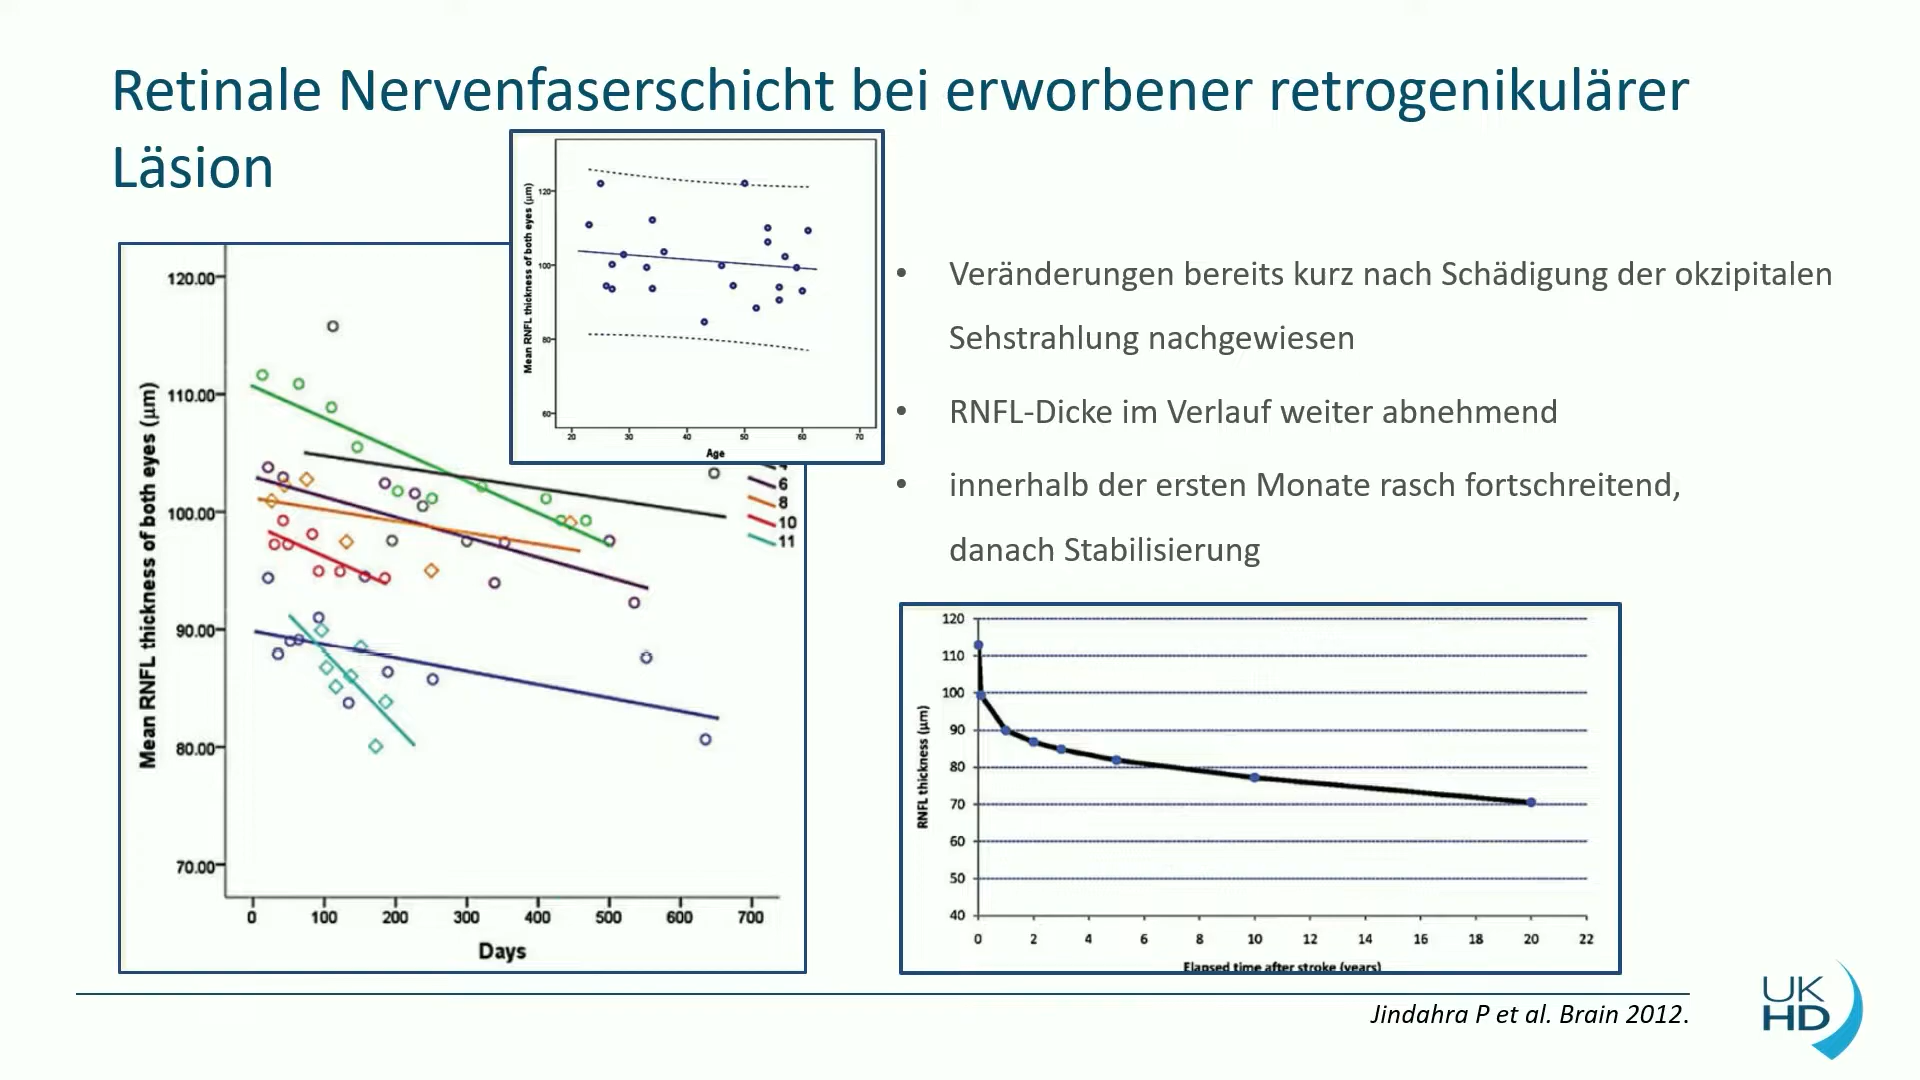 Retinale Nervenfaserschicht bei erworbener retrogenikulärer
Läsion
Mean RNFL thickness of both eyes (µm)
120
100
80
60
20 30 40 50 60 70
Age
Mean RNFL thickness of both eyes (µm)
120.00
110.00
100.00
90.00
80.00
70.00
0 100 200 300 400 500 600 700
Days
6
8
10
11
• Veränderungen bereits kurz nach Schädigung der okzipitalen
Sehstrahlung nachgewiesen
• RNFL-Dicke im Verlauf weiter abnehmend
• innerhalb der ersten Monate rasch fortschreitend,
danach Stabilisierung
RNFL thickness (µm)
120
110
100
90
80
70
60
50
40
0 2 4 6 8 10 12 14 16 18 20 22
Elapsed time after stroke (years)
Jindahra P et al. Brain 2012.
UK
HD